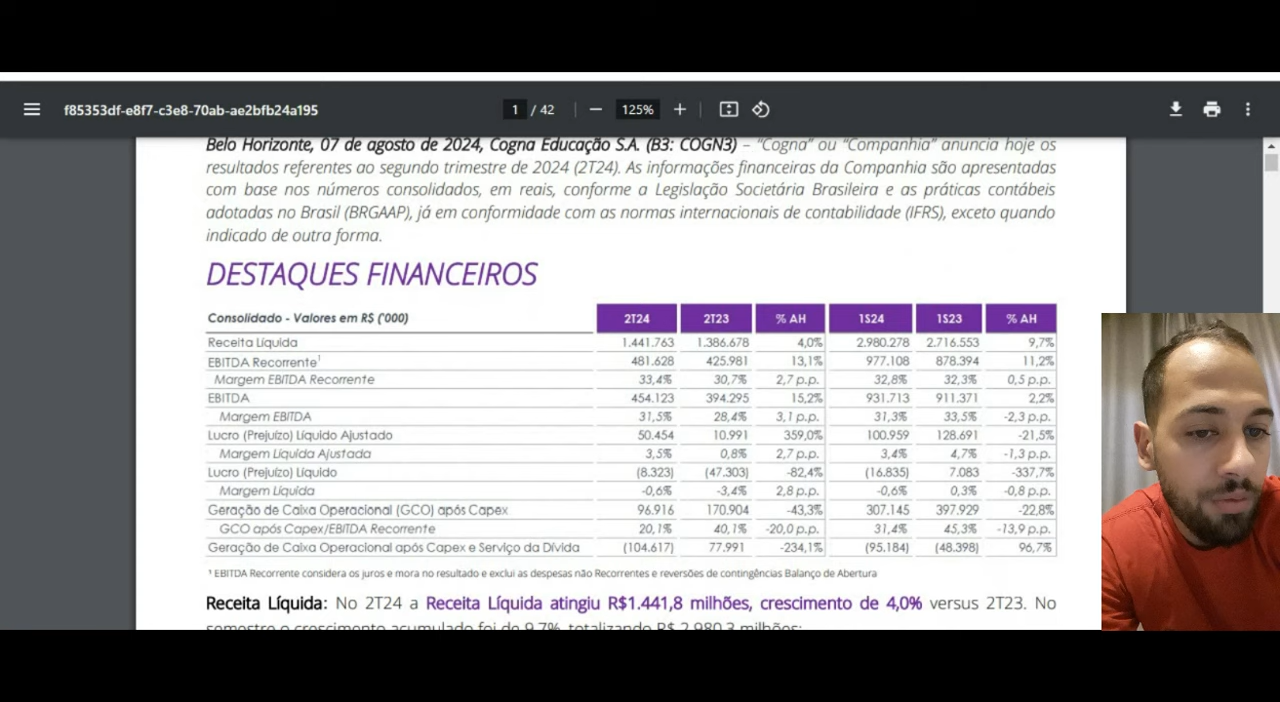 f85353df-e8f7-c3e8-70ab-ae2bfb24a195 1 / 42 125%
Belo Horizonte, 07 de agosto de 2024, Cogna Educação S.A. (B3: COGN3) – "Cogna" ou "Companhia" anuncia hoje os
resultados referentes ao segundo trimestre de 2024 (2T24). As informações financeiras da Companhia são apresentadas
com base nos números consolidados, em reais, conforme a Legislação Societária Brasileira e as práticas contábeis
adotadas no Brasil (BRGAAP), já em conformidade com as normas internacionais de contabilidade (IFRS), exceto quando
indicado de outra forma.
DESTAQUES FINANCEIROS
Consolidado - Valores em R$ ('000) 2T24 2T23 % AH 1S24 1S23 % AH
Receita Líquida 1.441.763 1.386.678 4,0% 2.980.278 2.716.553 9,7%
EBITDA Recorrente¹ 481.628 425.981 13,1% 977.108 878.394 11,2%
Margem EBITDA Recorrente 33,4% 30,7% 2,7 p.p. 32,8% 32,3% 0,5 p.p.
EBITDA 454.123 394.295 15,2% 931.713 911.371 2,2%
Margem EBITDA 31,5% 28,4% 3,1 p.p. 31,3% 33,5% -2,3 p.p.
Lucro (Prejuízo) Líquido Ajustado 50.454 10.991 359,0% 100.959 128.691 -21,5%
Margem Líquida Ajustada 3,5% 0,8% 2,7 p.p. 3,4% 4,7% -1,3 p.p.
Lucro (Prejuízo) Líquido (8.323) (47.303) -82,4% (16.835) 7.083 -337,7%
Margem Líquida -0,6% -3,4% 2,8 p.p. -0,6% 0,3% -0,8 p.p.
Geração de Caixa Operacional (GCO) após Capex 96.916 170.904 -43,3% 307.145 397.929 -22,8%
GCO após Capex/EBITDA Recorrente 20,1% 40,1% -20,0 p.p. 31,4% 45,3% -13,9 p.p.
Geração de Caixa Operacional após Capex e Serviço da Dívida (104.617) 77.991 -234,1% (95.184) (48.398) 96,7%
¹ EBITDA Recorrente considera os juros e mora no resultado e exclui as despesas não Recorrentes e reversões de contingências Balanço de Abertura
Receita Líquida: No 2T24 a Receita Líquida atingiu R$1.441,8 milhões, crescimento de 4,0% versus 2T23. No
semestre o crescimento acumulado foi de 9,7%, totalizando R$ 2.980,3 milhões;